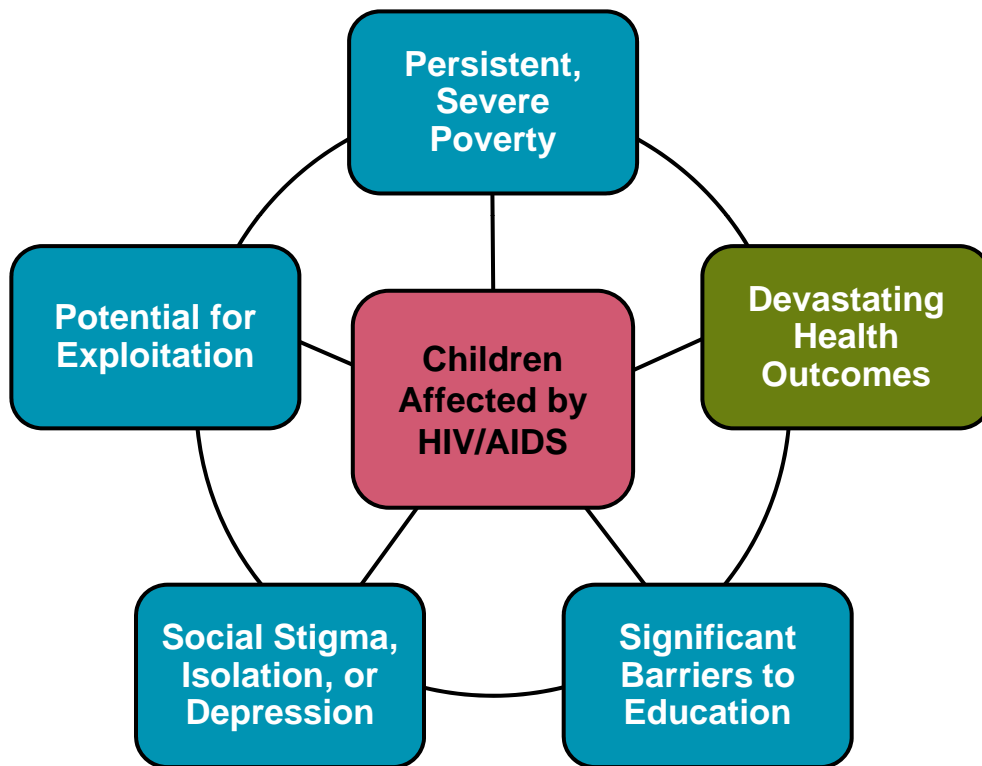 Persistent,
Severe
Poverty
Potential for
Exploitation
Devastating
Health
Outcomes
Children
Affected by
HIV/AIDS
Social Stigma,
Isolation, or
Depression
Significant
Barriers to
Education